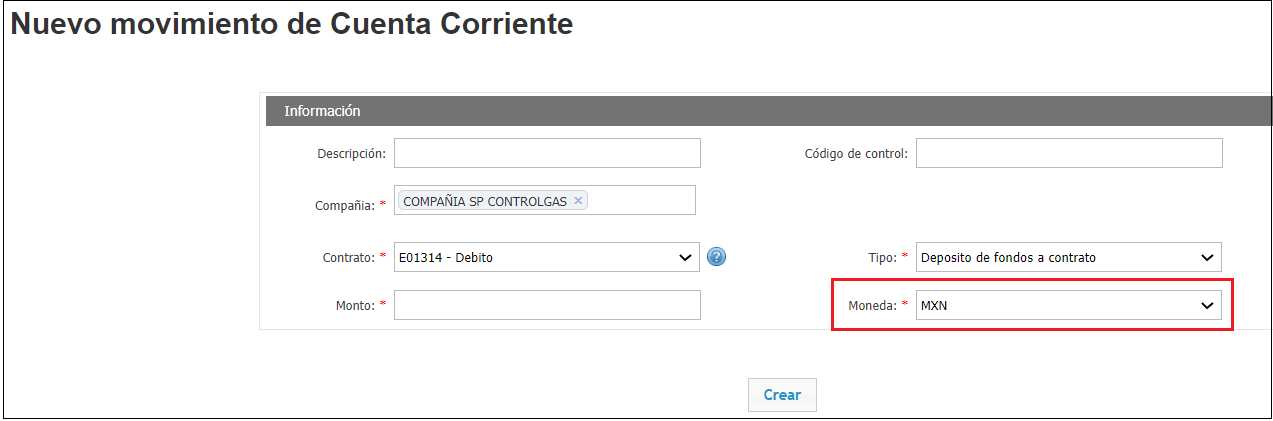 Nuevo movimiento de Cuenta Corriente
Información
Descripción:
Código de control:
Compañia: * COMPAÑIA SP CONTROLGAS ×
Contrato: * E01314 - Debito ?
Tipo: * Deposito de fondos a contrato
Monto: *
Moneda: * MXN
Crear